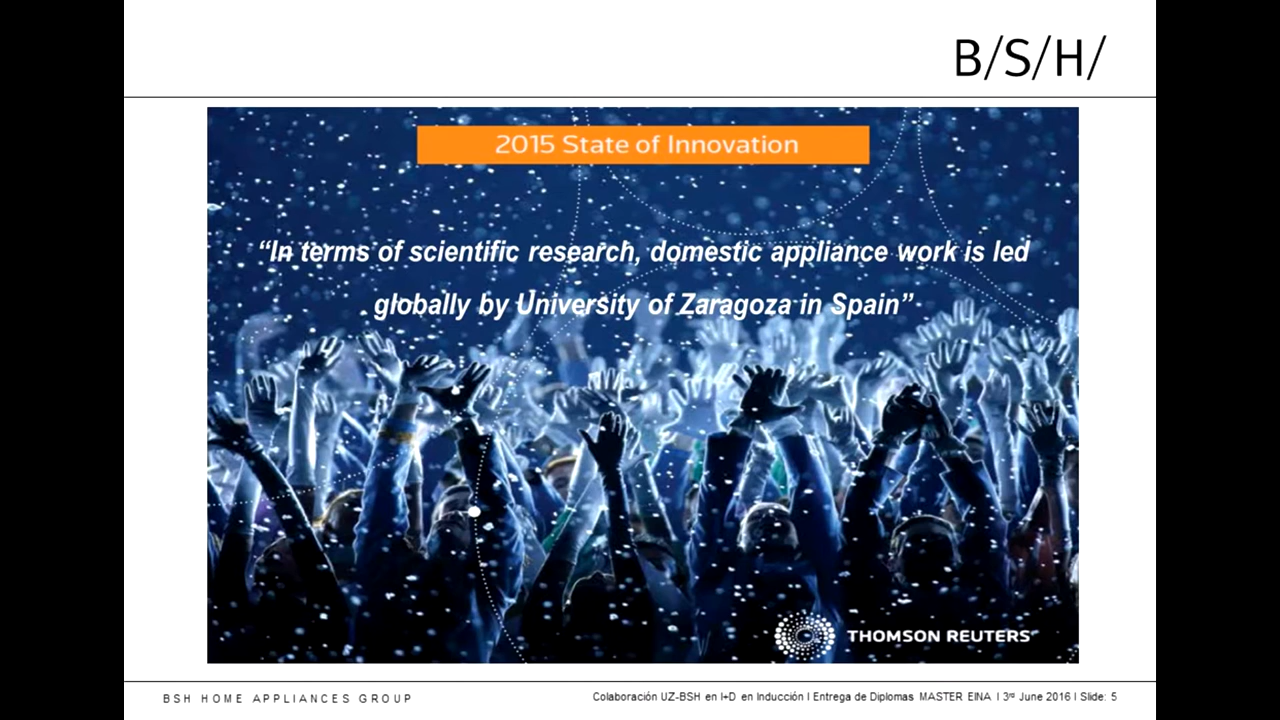 B/S/H/
2015 State of Innovation
“In terms of scientific research, domestic appliance work is led
globally by University of Zaragoza in Spain”
THOMSON REUTERS
BSH HOME APPLIANCES GROUP
Colaboración UZ-BSH en I+D en Inducción I Entrega de Diplomas MASTER EINA I 3rd June 2016 I Slide: 5